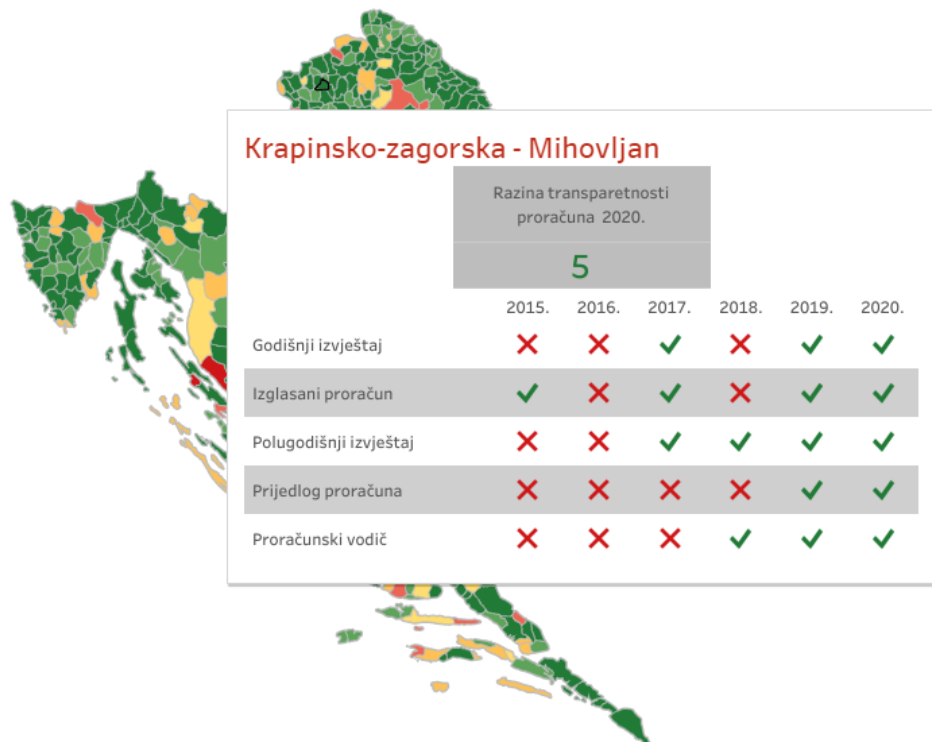 Krapinsko-zagorska - Mihovljan
Razina transparetnosti
proračuna 2020.
5
2015. 2016. 2017. 2018. 2019. 2020.
Godišnji izvještaj
Izglasani proračun
Polugodišnji izvještaj
Prijedlog proračuna
Proračunski vodič